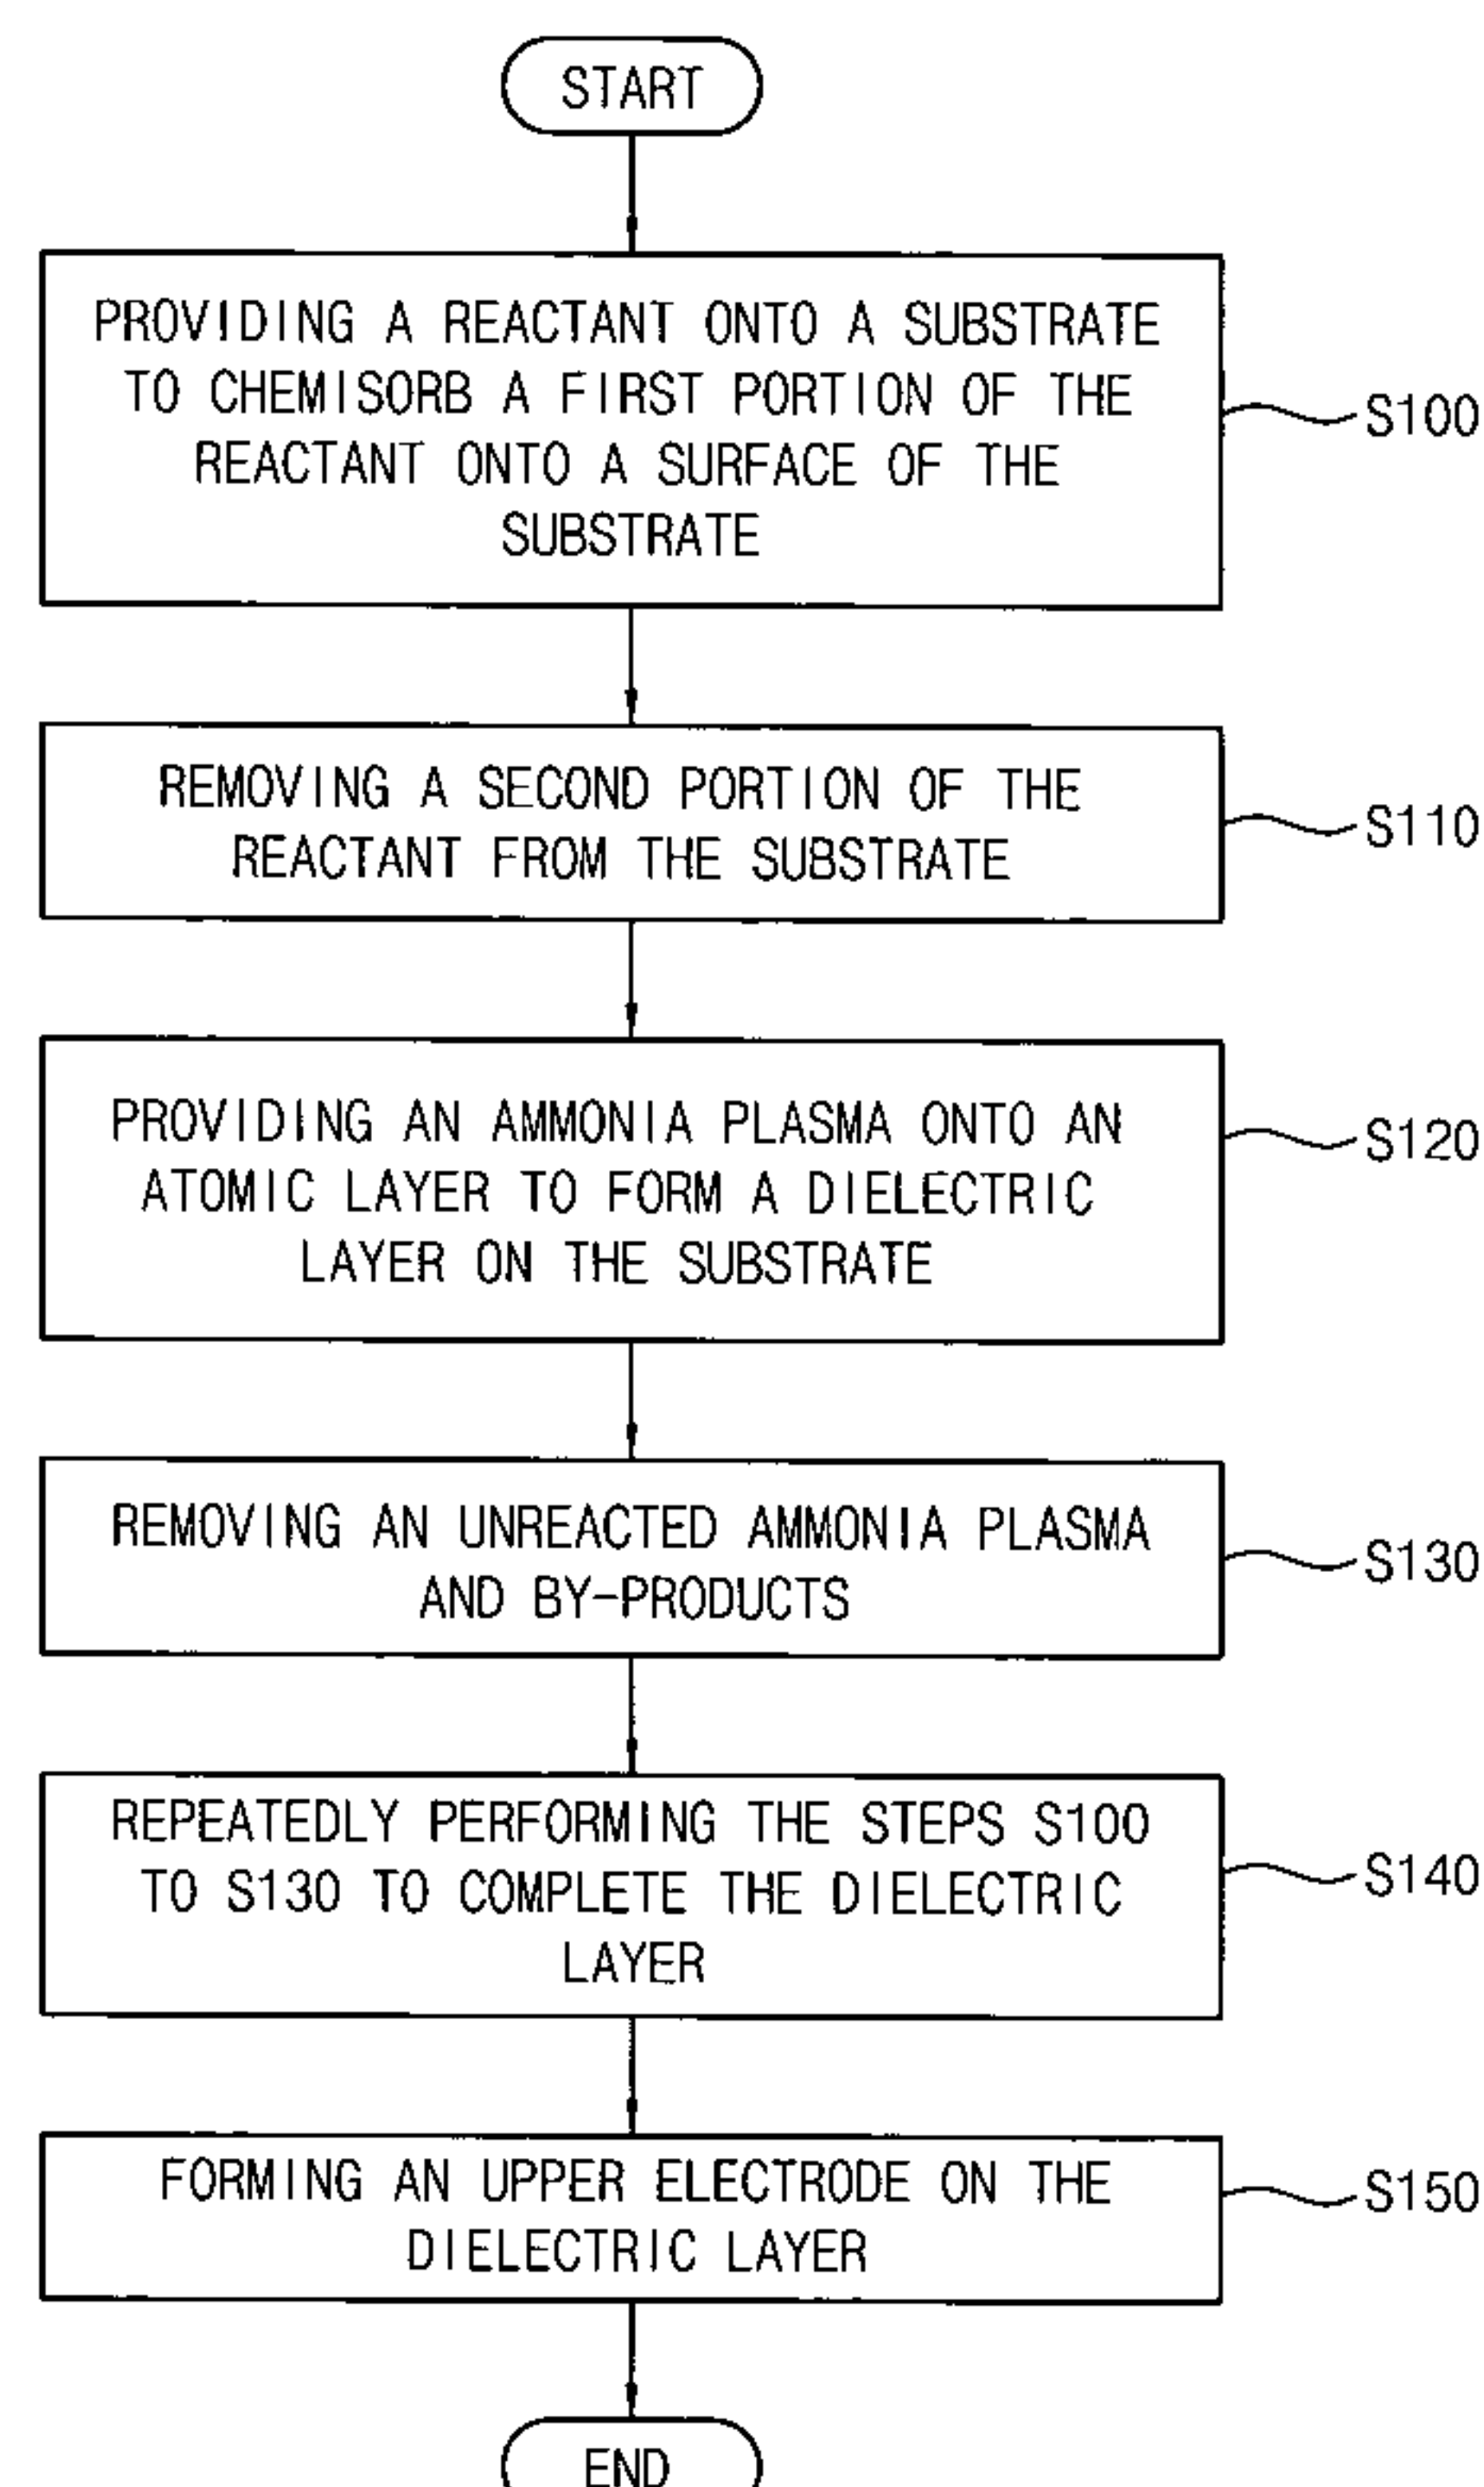 START
PROVIDING A REACTANT ONTO A SUBSTRATE
TO CHEMISORB A FIRST PORTION OF THE
REACTANT ONTO A SURFACE OF THE
SUBSTRATE
S100
REMOVING A SECOND PORTION OF THE
REACTANT FROM THE SUBSTRATE
S110
PROVIDING AN AMMONIA PLASMA ONTO AN
ATOMIC LAYER TO FORM A DIELECTRIC
LAYER ON THE SUBSTRATE
S120
REMOVING AN UNREACTED AMMONIA PLASMA
AND BY-PRODUCTS
S130
REPEATEDLY PERFORMING THE STEPS S100
TO S130 TO COMPLETE THE DIELECTRIC
LAYER
S140
FORMING AN UPPER ELECTRODE ON THE
DIELECTRIC LAYER
S150
END